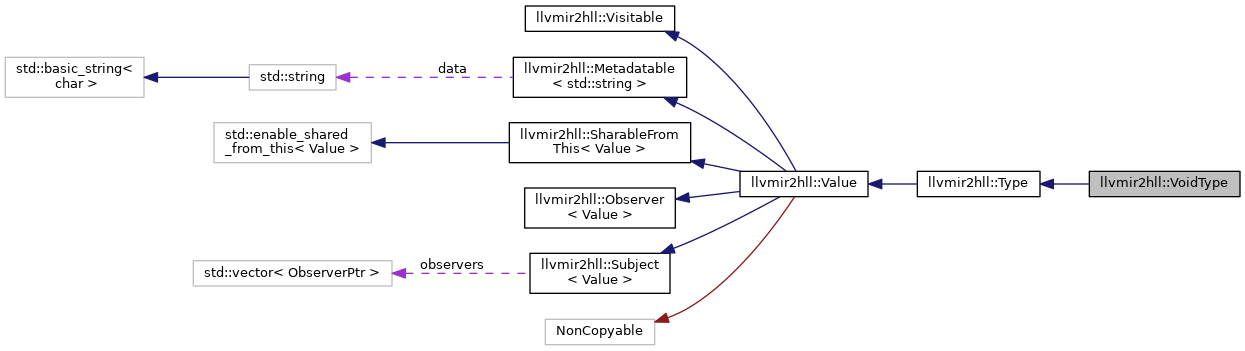 llvmir2hll::Visitable
std::basic_string<
char >
std::string
data
llvmir2hll::Metadatable
< std::string >
std::enable_shared
_from_this< Value >
llvmir2hll::SharableFrom
This< Value >
llvmir2hll::Value
llvmir2hll::Type
llvmir2hll::VoidType
llvmir2hll::Observer
< Value >
std::vector< ObserverPtr >
observers
llvmir2hll::Subject
< Value >
NonCopyable